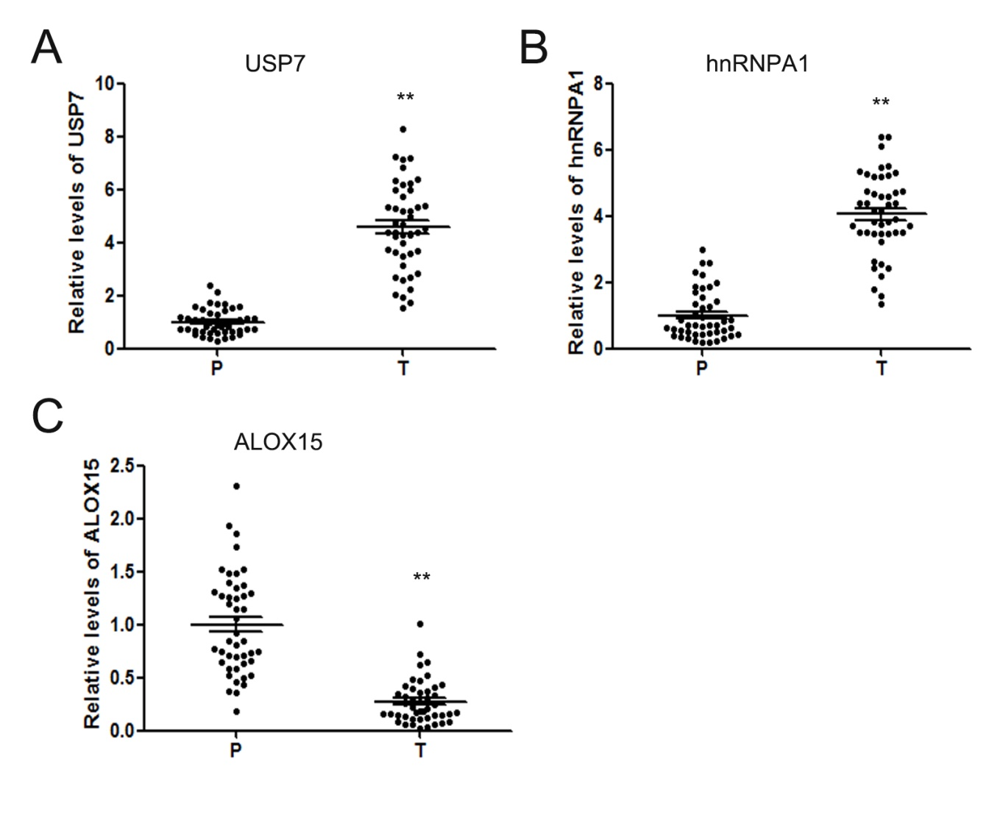 A
USP7
Relative levels of USP7
10
8
6
4
2
0
**
P
T
B
hnRNPA1
Relative levels of hnRNPA1
8
6
4
2
0
**
P
T
C
ALOX15
Relative levels of ALOX15
2.5
2.0
1.5
1.0
0.5
0.0
**
P
T